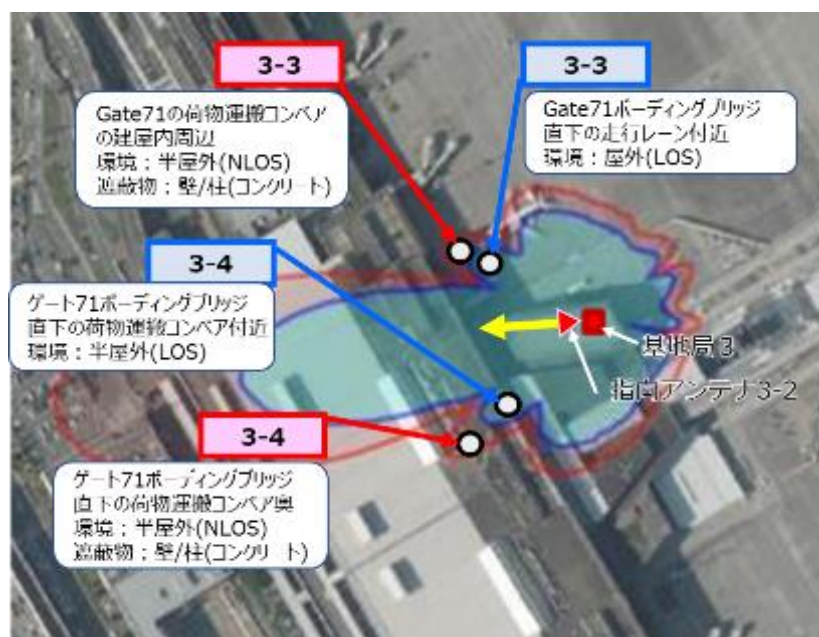 3-3
Gate71の荷物運搬コンベア
の建屋内周辺
環境：半屋外(NLOS)
遮蔽物：壁/柱(コンクリート)
3-3
Gate71ボーディングブリッジ
直下の走行レーン付近
環境：屋外(LOS)
3-4
ゲート71ボーディングブリッジ
直下の荷物運搬コンベア付近
環境：半屋外(LOS)
基地局3
指向アンテナ3-2
3-4
ゲート71ボーディングブリッジ
直下の荷物運搬コンベア奥
環境：半屋外(NLOS)
遮蔽物：壁/柱(コンクリート)